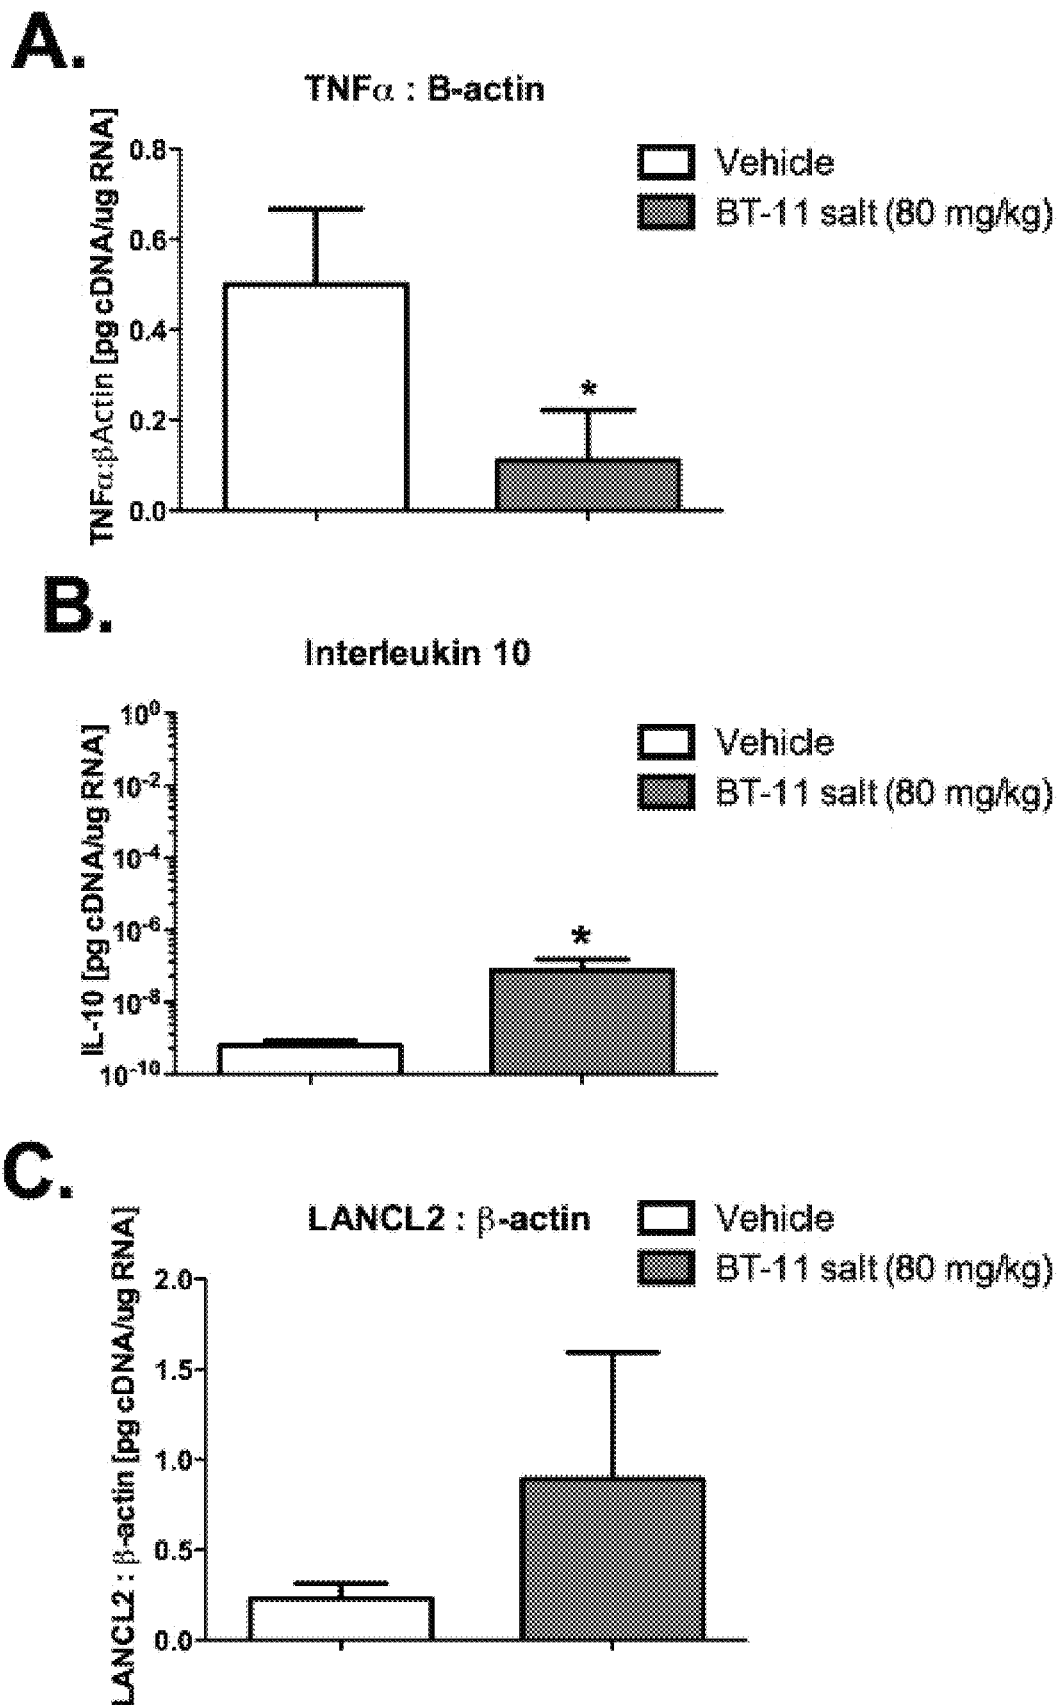 A.
TNFα : B-actin
TNFα:βActin [pg cDNA/ug RNA]
0.8
0.6
0.4
0.2
0.0
Vehicle
BT-11 salt (80 mg/kg)
*
B.
Interleukin 10
IL-10 [pg cDNA/ug RNA]
10⁰
10⁻²
10⁻⁴
10⁻⁶
10⁻⁸
10⁻¹⁰
Vehicle
BT-11 salt (80 mg/kg)
*
C.
LANCL2 : β-actin
LANCL2 : β-actin [pg cDNA/ug RNA]
2.0
1.5
1.0
0.5
0.0
Vehicle
BT-11 salt (80 mg/kg)